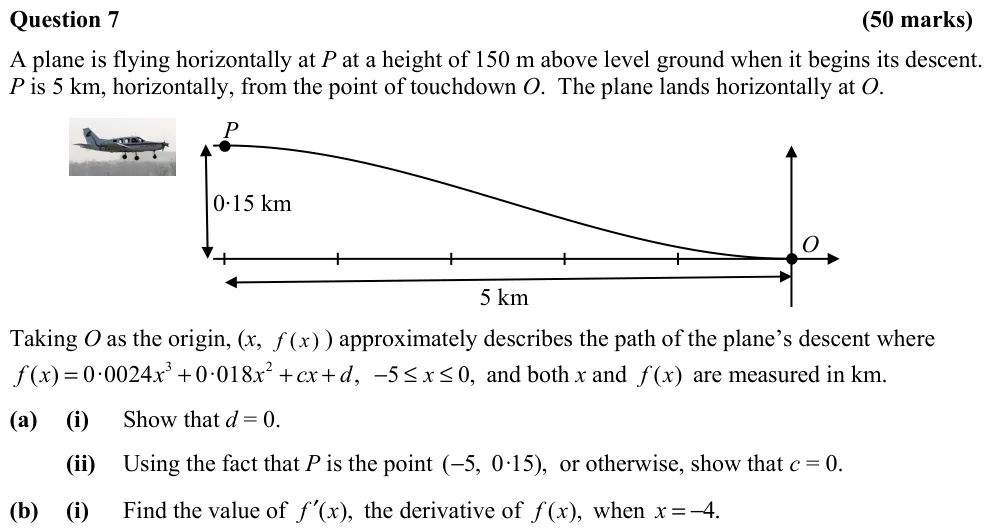 Question 7 (50 marks)
A plane is flying horizontally at P at a height of 150 m above level ground when it begins its descent.
P is 5 km, horizontally, from the point of touchdown O. The plane lands horizontally at O.
P
0·15 km
O
5 km
Taking O as the origin, (x, f(x)) approximately describes the path of the plane’s descent where
f(x) = 0·0024x³ + 0·018x² + cx + d, −5 ≤ x ≤ 0, and both x and f(x) are measured in km.
(a) (i) Show that d = 0.
(ii) Using the fact that P is the point (−5, 0·15), or otherwise, show that c = 0.
(b) (i) Find the value of f′(x), the derivative of f(x), when x = −4.